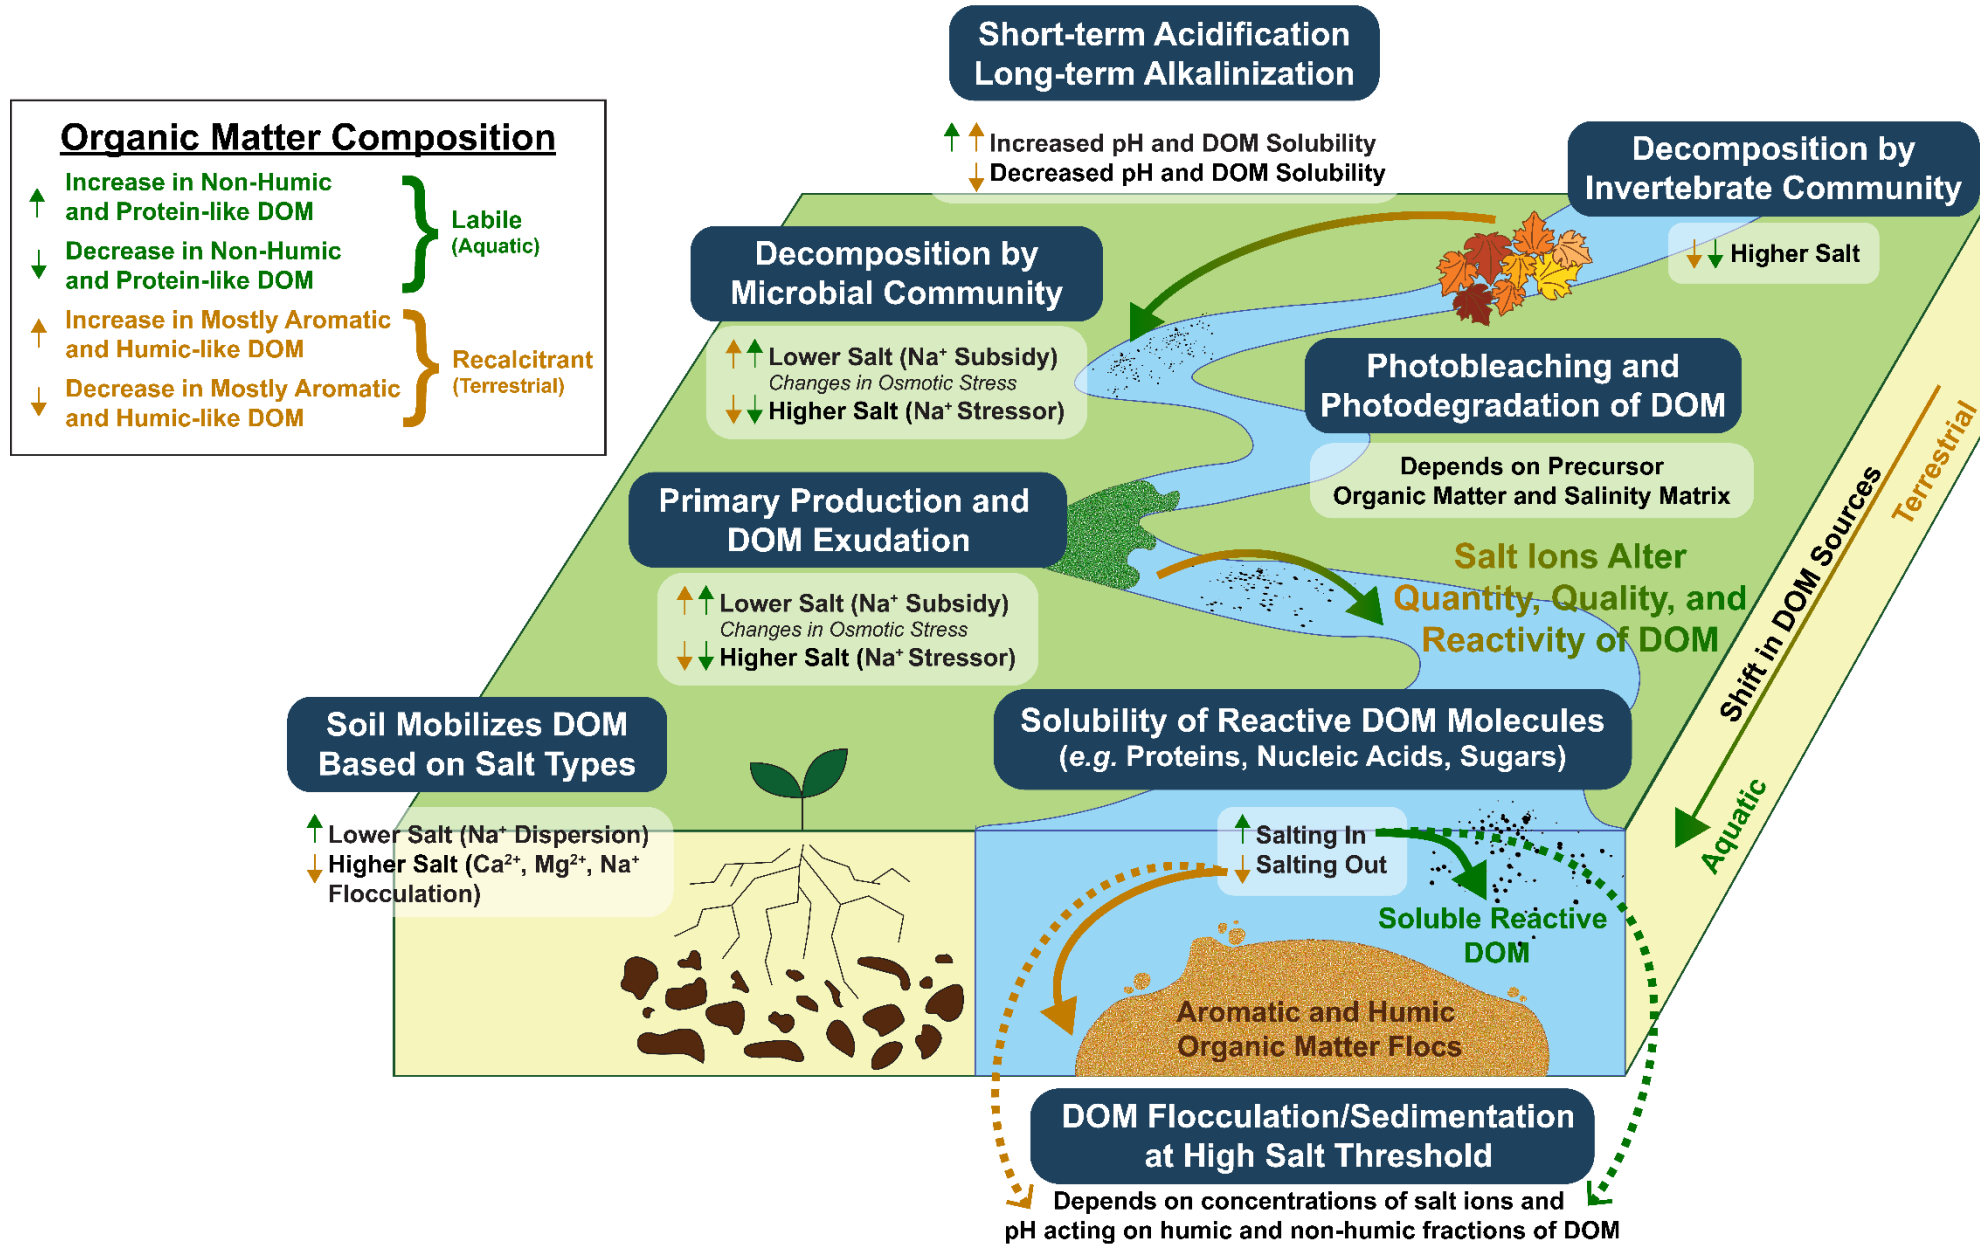 Short-term Acidification
Long-term Alkalinization
Increased pH and DOM Solubility
Decreased pH and DOM Solubility
Organic Matter Composition
Increase in Non-Humic
and Protein-like DOM
Decrease in Non-Humic
and Protein-like DOM
Labile
(Aquatic)
Increase in Mostly Aromatic
and Humic-like DOM
Decrease in Mostly Aromatic
and Humic-like DOM
Recalcitrant
(Terrestrial)
Decomposition by
Invertebrate Community
Higher Salt
Decomposition by
Microbial Community
Lower Salt (Na⁺ Subsidy)
Changes in Osmotic Stress
Higher Salt (Na⁺ Stressor)
Photobleaching and
Photodegradation of DOM
Depends on Precursor
Organic Matter and Salinity Matrix
Primary Production and
DOM Exudation
Lower Salt (Na⁺ Subsidy)
Changes in Osmotic Stress
Higher Salt (Na⁺ Stressor)
Salt Ions Alter
Quantity, Quality, and
Reactivity of DOM
Shift in DOM Sources
Terrestrial
Aquatic
Soil Mobilizes DOM
Based on Salt Types
Lower Salt (Na⁺ Dispersion)
Higher Salt (Ca²⁺, Mg²⁺, Na⁺
Flocculation)
Solubility of Reactive DOM Molecules
(e.g. Proteins, Nucleic Acids, Sugars)
Salting In
Salting Out
Soluble Reactive
DOM
Aromatic and Humic
Organic Matter Flocs
DOM Flocculation/Sedimentation
at High Salt Threshold
Depends on concentrations of salt ions and
pH acting on humic and non-humic fractions of DOM